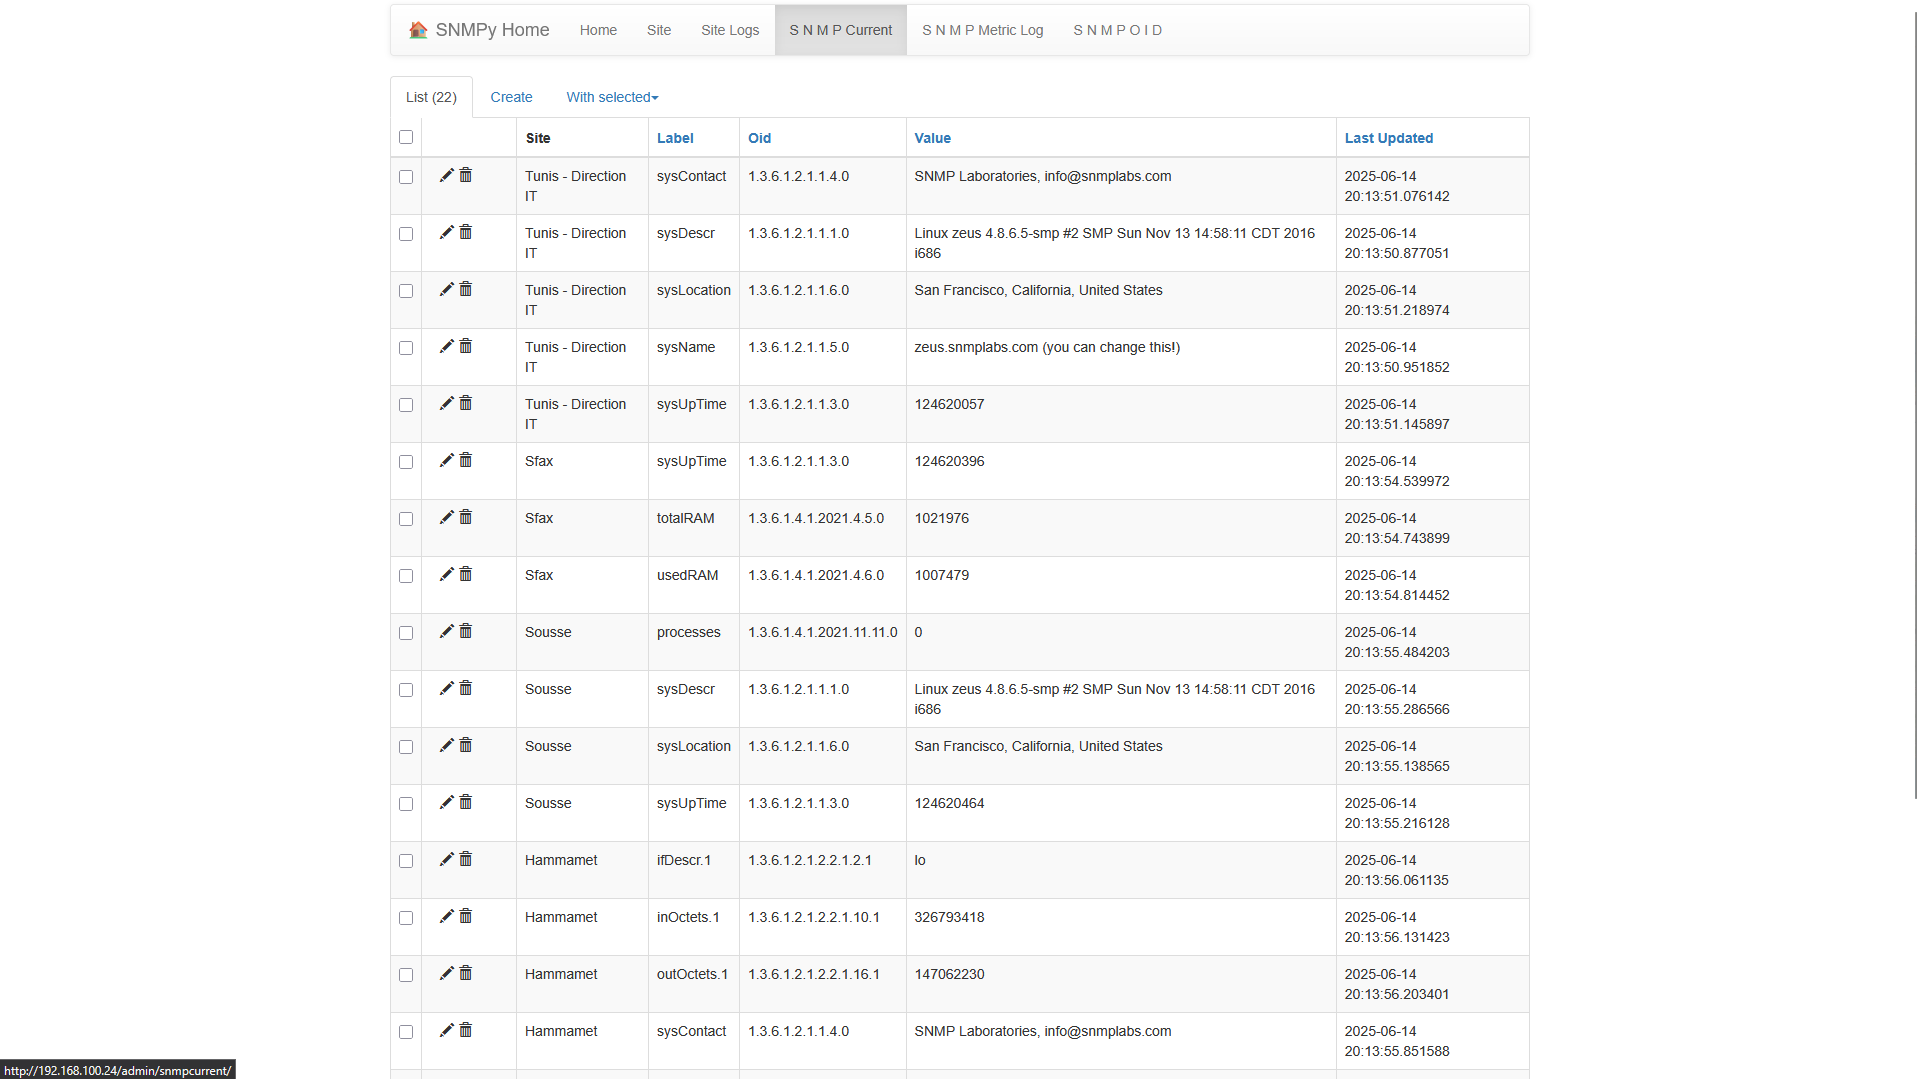 SNMPy Home Home Site Site Logs S N M P Current S N M P Metric Log S N M P O I D
List (22) Create With selected
Site Label Oid Value Last Updated
Tunis - Direction IT sysContact 1.3.6.1.2.1.1.4.0 SNMP Laboratories, info@snmplabs.com 2025-06-14 20:13:51.076142
Tunis - Direction IT sysDescr 1.3.6.1.2.1.1.1.0 Linux zeus 4.8.6.5-smp #2 SMP Sun Nov 13 14:58:11 CDT 2016 i686 2025-06-14 20:13:50.877051
Tunis - Direction IT sysLocation 1.3.6.1.2.1.1.6.0 San Francisco, California, United States 2025-06-14 20:13:51.218974
Tunis - Direction IT sysName 1.3.6.1.2.1.1.5.0 zeus.snmplabs.com (you can change this!) 2025-06-14 20:13:50.951852
Tunis - Direction IT sysUpTime 1.3.6.1.2.1.1.3.0 124620057 2025-06-14 20:13:51.145897
Sfax sysUpTime 1.3.6.1.2.1.1.3.0 124620396 2025-06-14 20:13:54.539972
Sfax totalRAM 1.3.6.1.4.1.2021.4.5.0 1021976 2025-06-14 20:13:54.743899
Sfax usedRAM 1.3.6.1.4.1.2021.4.6.0 1007479 2025-06-14 20:13:54.814452
Sousse processes 1.3.6.1.4.1.2021.11.11.0 0 2025-06-14 20:13:55.484203
Sousse sysDescr 1.3.6.1.2.1.1.1.0 Linux zeus 4.8.6.5-smp #2 SMP Sun Nov 13 14:58:11 CDT 2016 i686 2025-06-14 20:13:55.286566
Sousse sysLocation 1.3.6.1.2.1.1.6.0 San Francisco, California, United States 2025-06-14 20:13:55.138565
Sousse sysUpTime 1.3.6.1.2.1.1.3.0 124620464 2025-06-14 20:13:55.216128
Hammamet ifDescr.1 1.3.6.1.2.1.2.2.1.2.1 lo 2025-06-14 20:13:56.061135
Hammamet inOctets.1 1.3.6.1.2.1.2.2.1.10.1 326793418 2025-06-14 20:13:56.131423
Hammamet outOctets.1 1.3.6.1.2.1.2.2.1.16.1 147062230 2025-06-14 20:13:56.203401
Hammamet sysContact 1.3.6.1.2.1.1.4.0 SNMP Laboratories, info@snmplabs.com 2025-06-14 20:13:55.851588
http://192.168.100.24/admin/snmpcurrent/